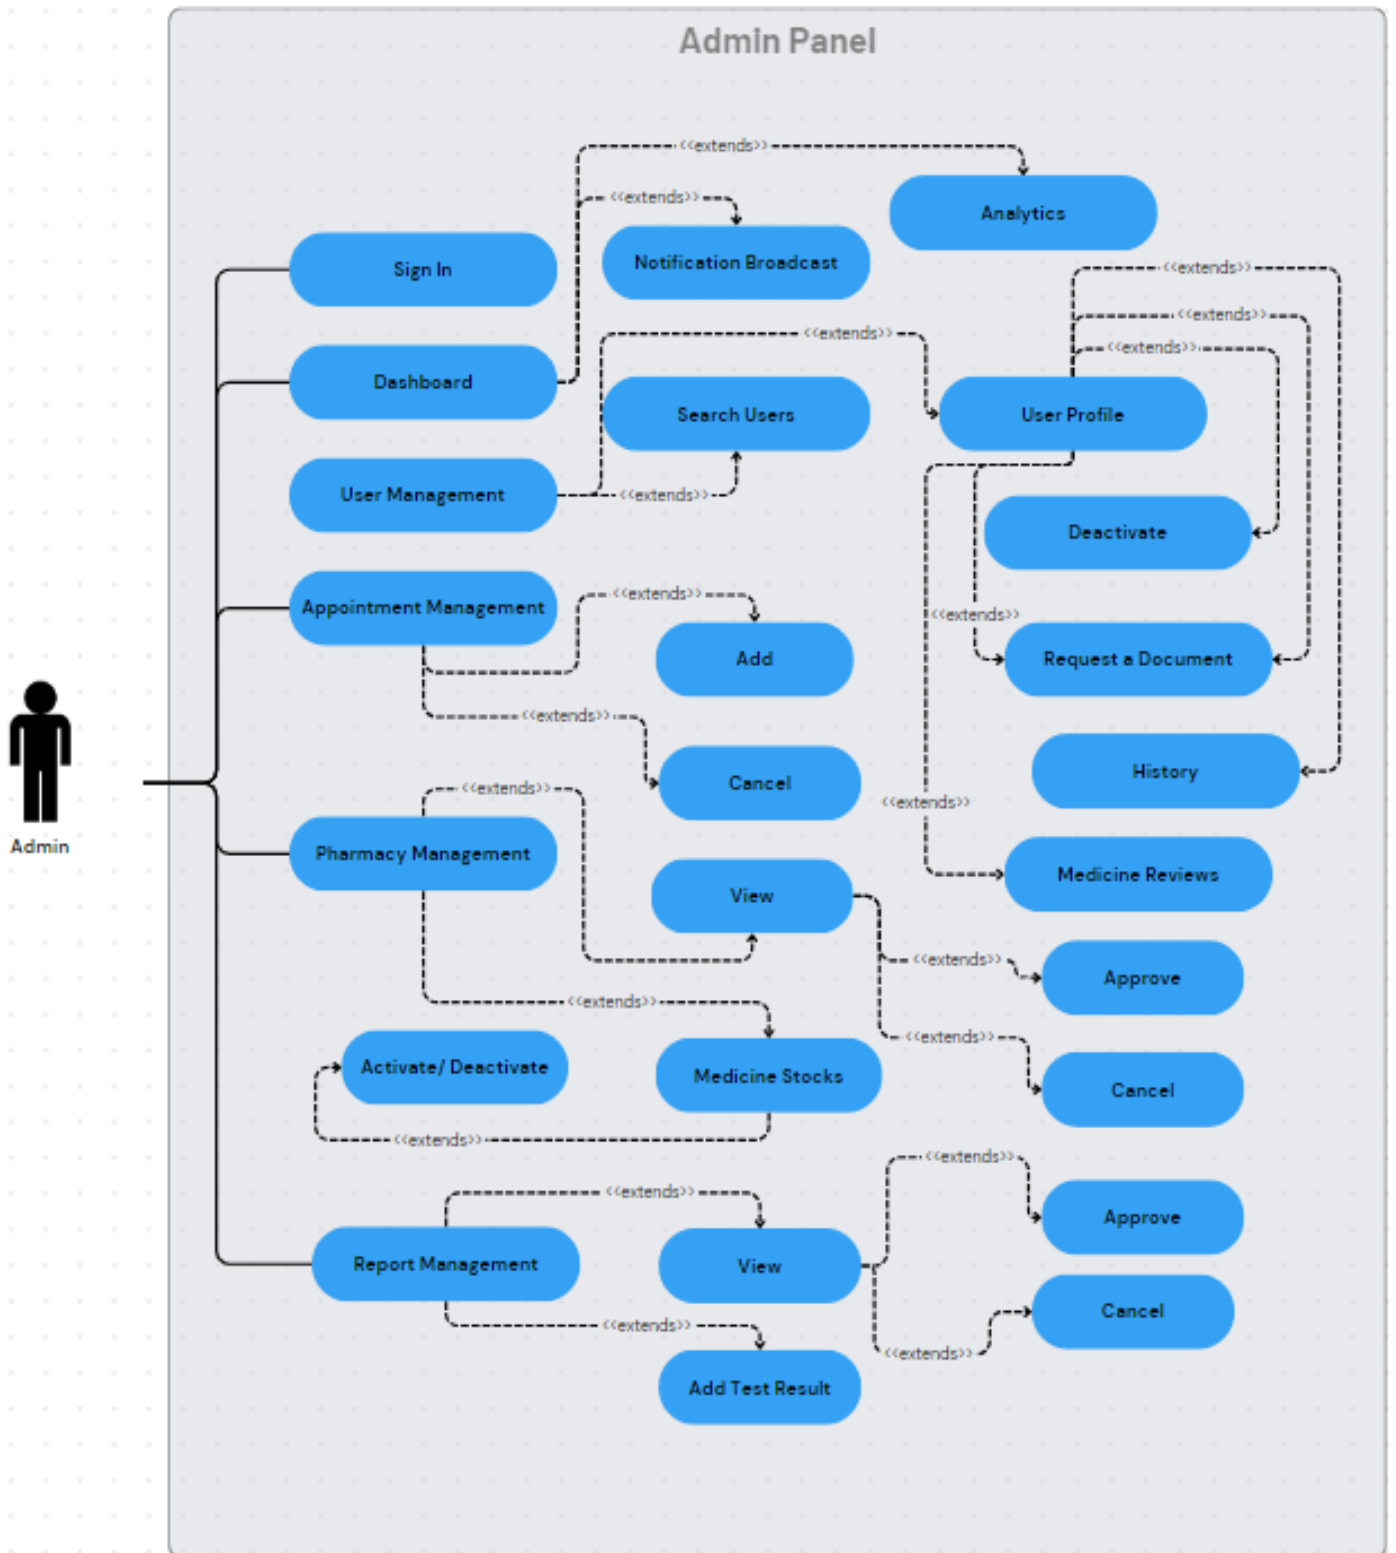 Admin Panel
<<extends>>
<<extends>>
Analytics
Sign In
Notification Broadcast
<<extends>>
<<extends>>
<<extends>>
<<extends>>
Dashboard
Search Users
User Profile
User Management
<<extends>>
Deactivate
Appointment Management
<<extends>>
<<extends>>
Add
Request a Document
<<extends>>
Cancel
History
Admin
<<extends>>
<<extends>>
Pharmacy Management
View
Medicine Reviews
<<extends>>
Approve
<<extends>>
<<extends>>
Activate/ Deactivate
Medicine Stocks
Cancel
<<extends>>
<<extends>>
<<extends>>
Approve
Report Management
View
Cancel
<<extends>>
<<extends>>
Add Test Result